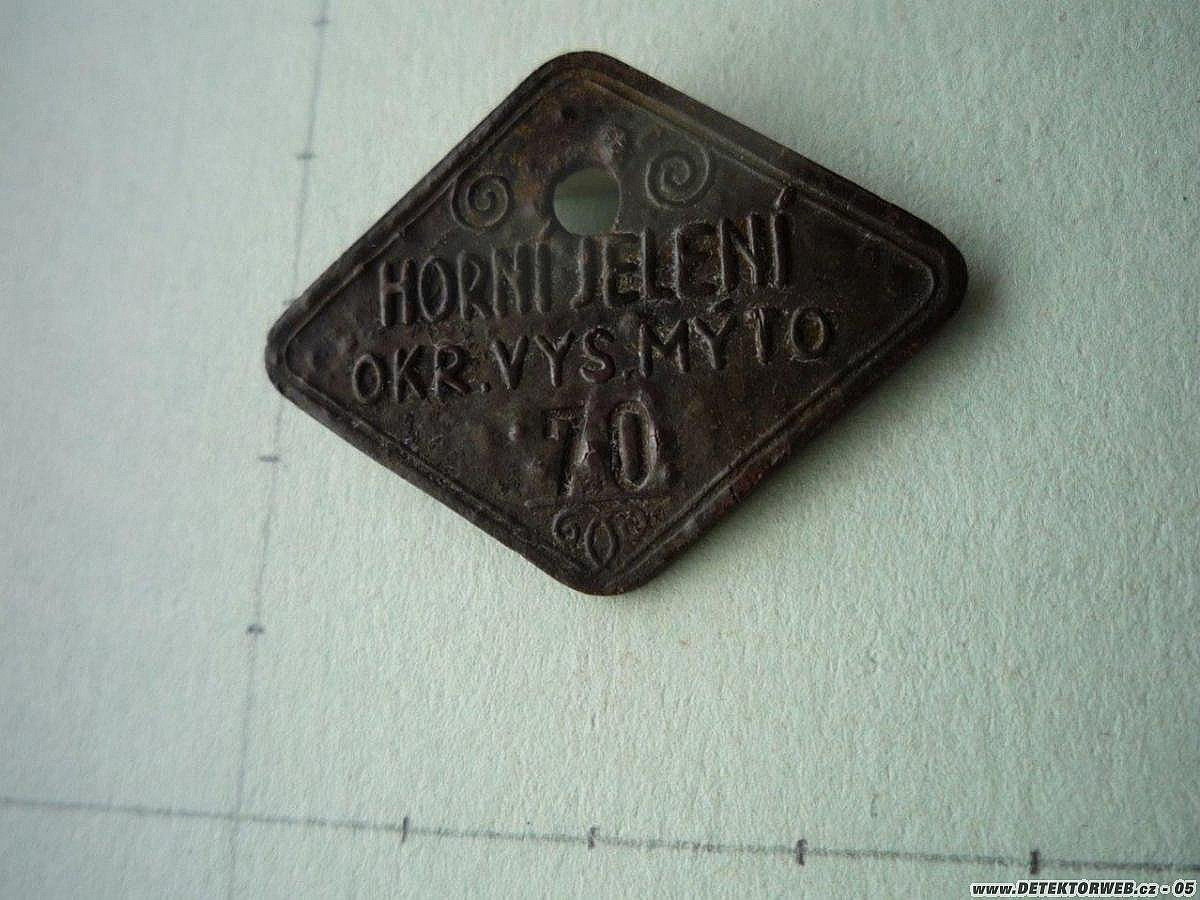 HORNÍ JELENÍ
OKR. VYS. MÝTO
70
www.DETEKTORWEB.cz - 05